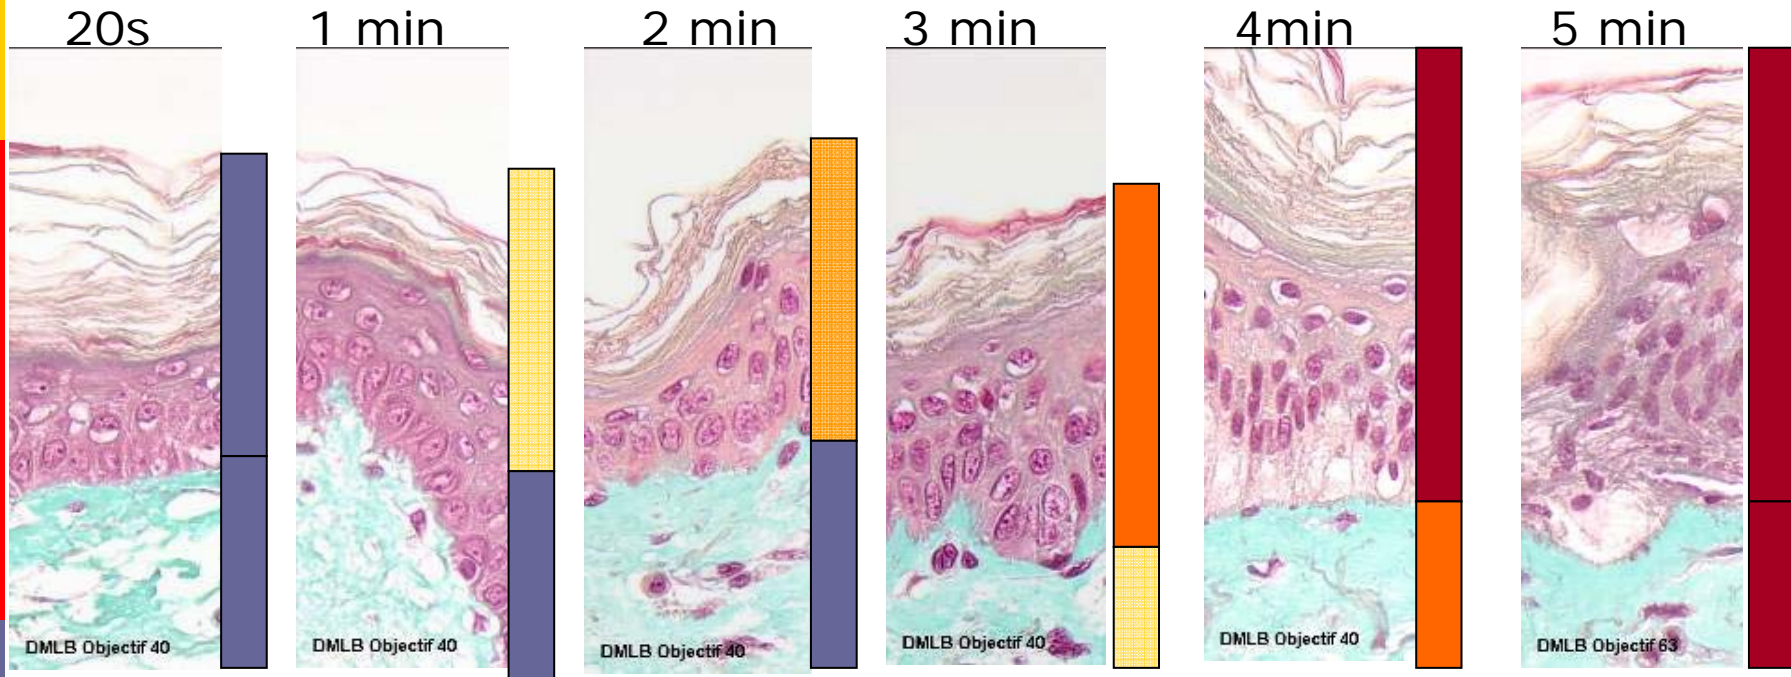 20s
1 min
2 min
3 min
4min
5 min
DMLB Objectif 40
DMLB Objectif 40
DMLB Objectif 40
DMLB Objectif 40
DMLB Objectif 40
DMLB Objectif 63